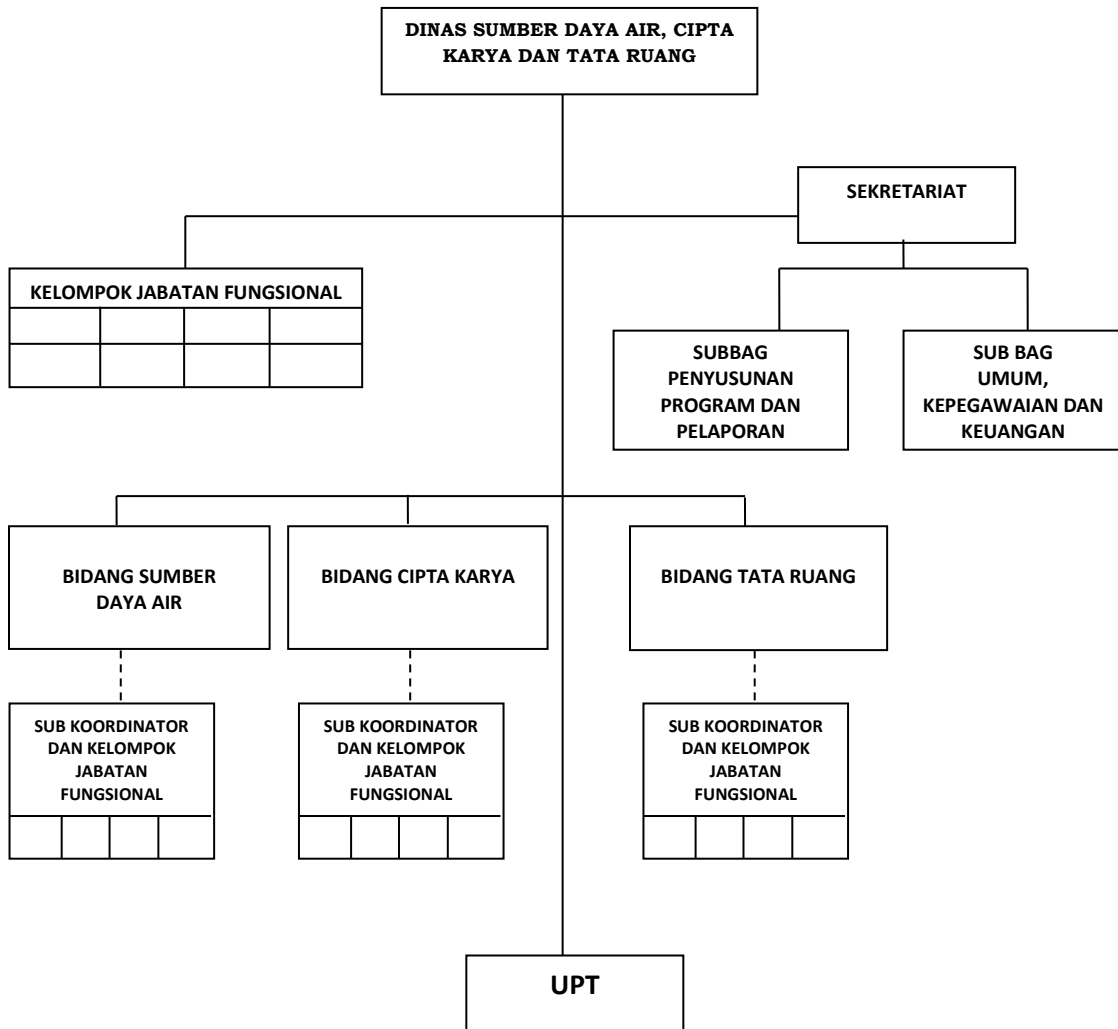 DINAS SUMBER DAYA AIR, CIPTA
KARYA DAN TATA RUANG
SEKRETARIAT
KELOMPOK JABATAN FUNGSIONAL
SUBBAG
PENYUSUNAN
PROGRAM DAN
PELAPORAN
SUB BAG
UMUM,
KEPEGAWAIAN DAN
KEUANGAN
BIDANG SUMBER
DAYA AIR
BIDANG CIPTA KARYA
BIDANG TATA RUANG
SUB KOORDINATOR
DAN KELOMPOK
JABATAN
FUNGSIONAL
SUB KOORDINATOR
DAN KELOMPOK
JABATAN
FUNGSIONAL
SUB KOORDINATOR
DAN KELOMPOK
JABATAN
FUNGSIONAL
UPT